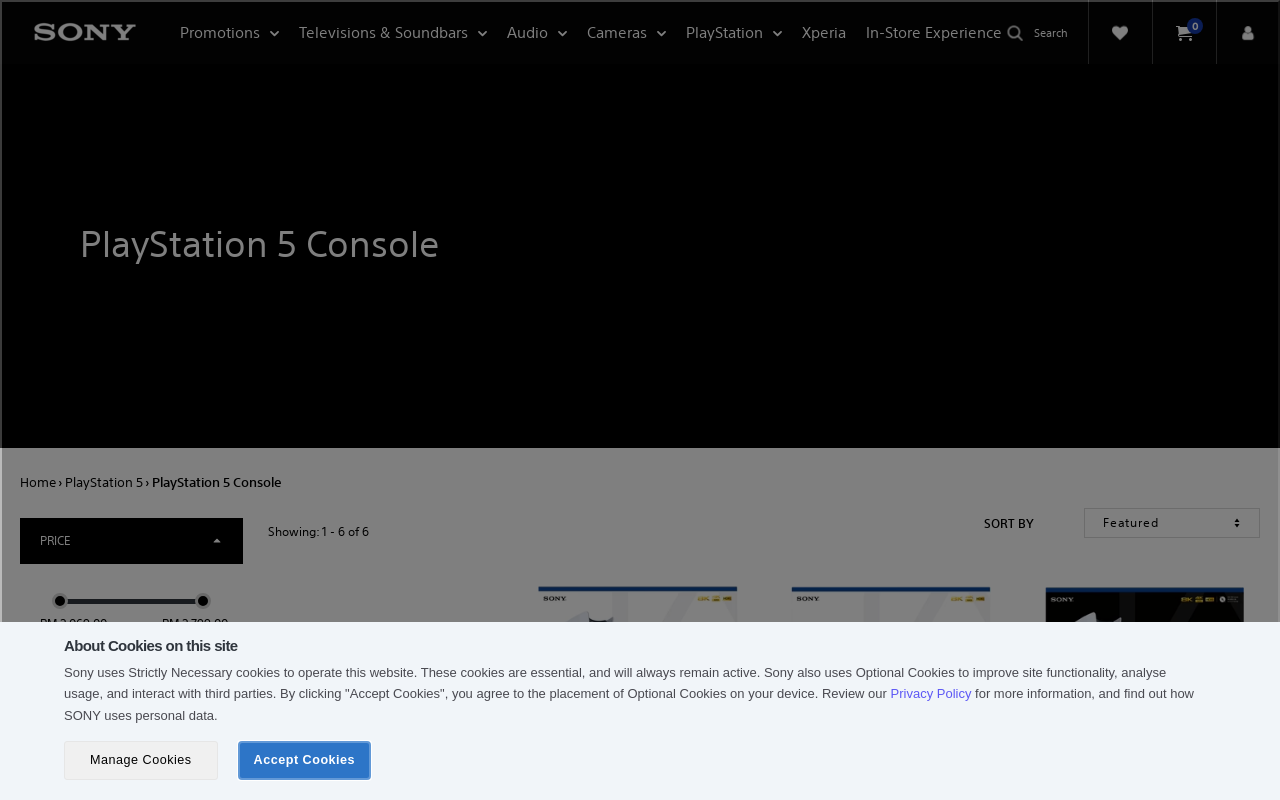 SONY
Promotions
Televisions & Soundbars
Audio
Cameras
PlayStation
Xperia
In-Store Experience
Search
0
PlayStation 5 Console
Home › PlayStation 5 › PlayStation 5 Console
PRICE
Showing: 1 - 6 of 6
SORT BY
Featured
SONY
SONY
SONY
About Cookies on this site
Sony uses Strictly Necessary cookies to operate this website. These cookies are essential, and will always remain active. Sony also uses Optional Cookies to improve site functionality, analyse
usage, and interact with third parties. By clicking "Accept Cookies", you agree to the placement of Optional Cookies on your device. Review our Privacy Policy for more information, and find out how
SONY uses personal data.
Manage Cookies
Accept Cookies